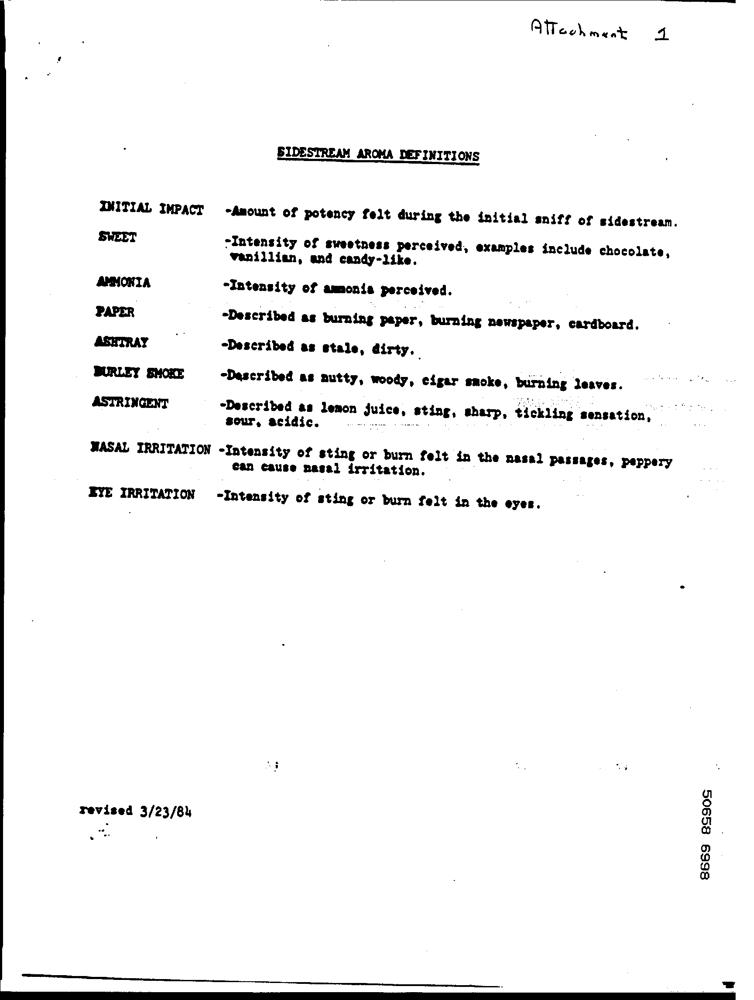 Attachment 1
SIDESTREAM AROMA DEFINITIONS
INITIAL IMPACT -Amount of potency felt during the initial sniff of sidestream.
SWEET -Intensity of sweetness perceived, examples include chocolate,
vanillian, and candy-like.
AMMONIA -Intensity of ammonia perceived.
PAPER -Described as burning paper, burning newspaper, cardboard.
ASHTRAY -Described as stale, dirty.
BURLEY SMOKE -Described as nutty, woody, cigar smoke, burning leaves.
ASTRINGENT -Described as lemon juice, sting, sharp, tickling sensation,
sour, acidic.
NASAL IRRITATION -Intensity of sting or burn felt in the nasal passages, peppery
can cause nasal irritation.
EYE IRRITATION -Intensity of sting or burn felt in the eyes.
revised 3/23/84
50658 6998